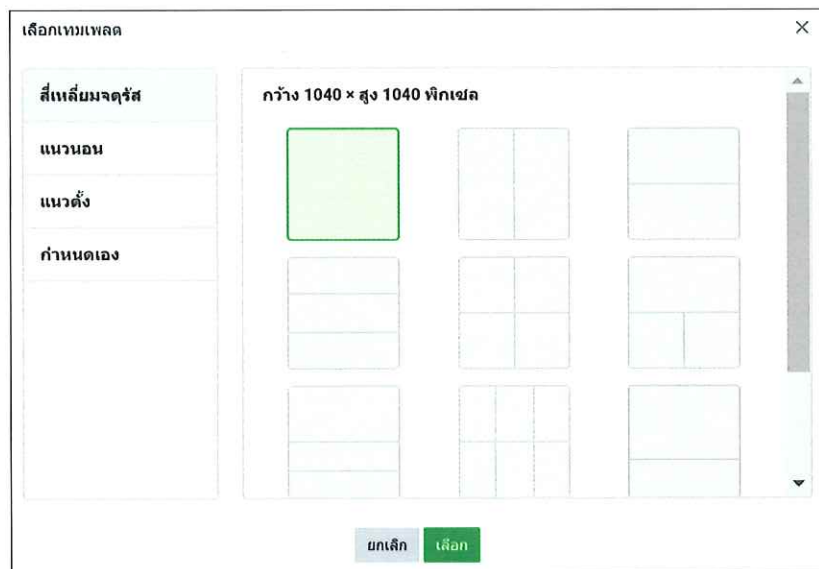 เลือกเทมเพลต
สี่เหลี่ยมจตุรัส
แนวนอน
แนวตั้ง
กำหนดเอง
กว้าง 1040 × สูง 1040 พิกเซล
ยกเลิก
เลือก